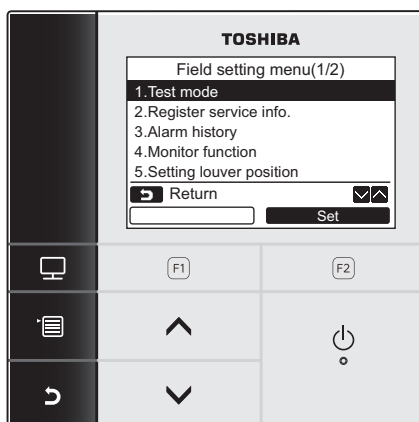 TOSHIBA
Field setting menu(1/2)
1.Test mode
2.Register service info.
3.Alarm history
4.Monitor function
5.Setting louver position
Return
Set
F1
F2